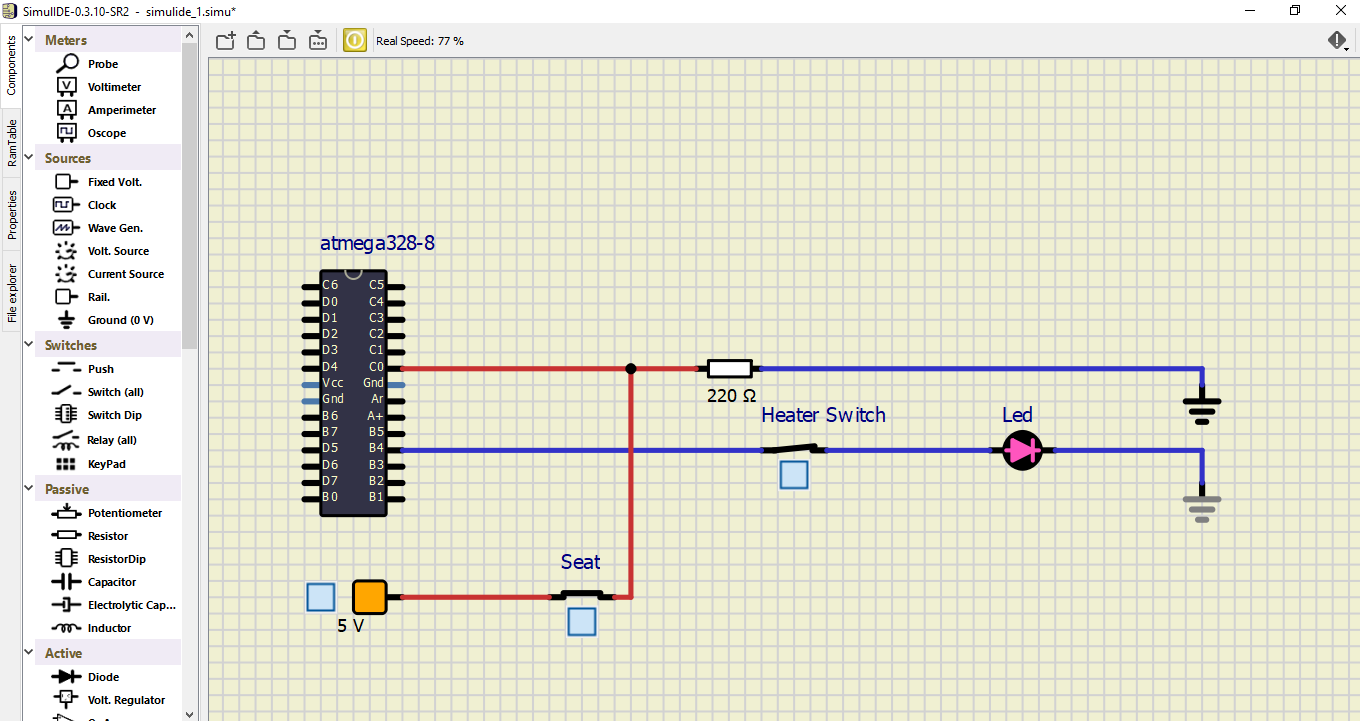 SimulIDE-0.3.10-SR2 - simulide_1.simu*
Components
RamTable
Properties
File explorer
Meters
Probe
Voltimeter
Amperimeter
Oscope
Sources
Fixed Volt.
Clock
Wave Gen.
Volt. Source
Current Source
Rail.
Ground (0 V)
Switches
Push
Switch (all)
Switch Dip
Relay (all)
KeyPad
Passive
Potentiometer
Resistor
ResistorDip
Capacitor
Electrolytic Cap...
Inductor
Active
Diode
Volt. Regulator
Real Speed: 77 %
atmega328-8
C6 C5
D0 C4
D1 C3
D2 C2
D3 C1
D4 C0
Vcc Gnd
Gnd Ar
B6 A+
B7 B5
D5 B4
D6 B3
D7 B2
B0 B1
220 Ω
Heater Switch
Led
Seat
5 V